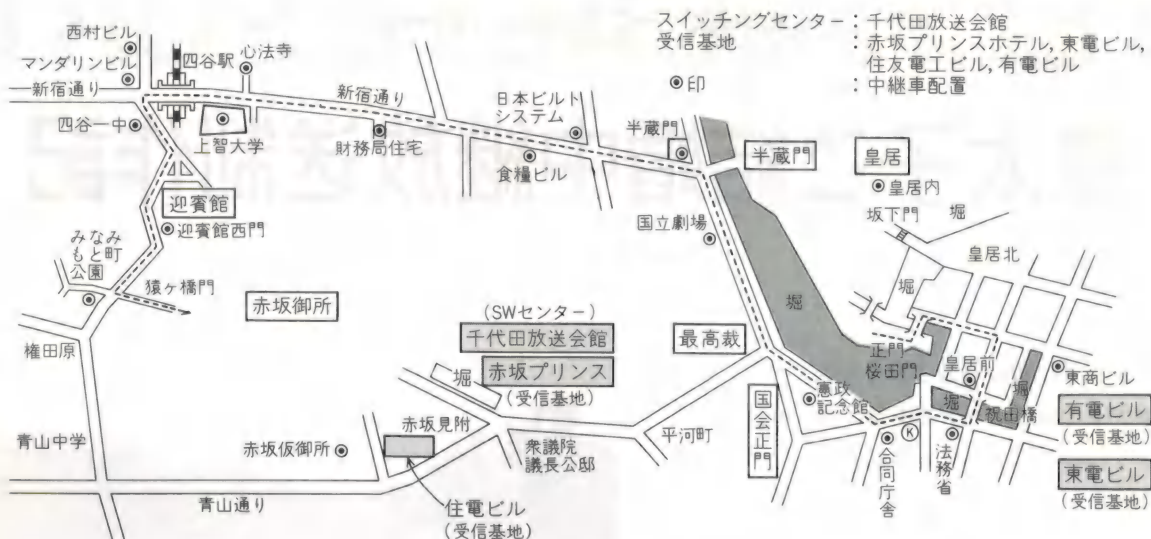 スイッチングセンター：千代田放送会館
受信基地：赤坂プリンスホテル，東電ビル，
住友電工ビル，有電ビル
◉印：中継車配置
西村ビル
四谷駅
心法寺
マンダリンビル
新宿通り
新宿通り
四谷一中
上智大学
財務局住宅
日本ビルト
システム
食糧ビル
半蔵門
半蔵門
皇居
皇居内
坂下門
堀
国立劇場
皇居北
迎賓館
迎賓館西門
みなみ
もと町
公園
猿ヶ橋門
赤坂御所
権田原
(SWセンター)
千代田放送会館
赤坂プリンス
(受信基地)
堀
最高裁
堀
堀
正門
桜田門
皇居前
堀
堀
祝田橋
東商ビル
有電ビル
(受信基地)
東電ビル
(受信基地)
憲政
記念館
国会正門
平河町
K
合同庁舎
法務省
青山中学
赤坂仮御所
赤坂見附
衆議院
議長公邸
青山通り
住電ビル
(受信基地)